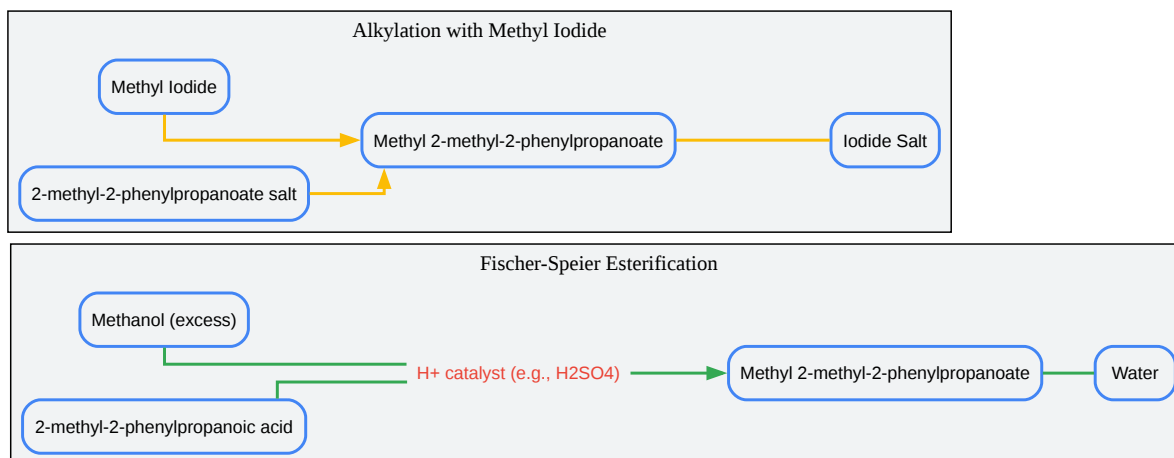 Alkylation with Methyl Iodide
Methyl Iodide
Methyl 2-methyl-2-phenylpropanoate
Iodide Salt
2-methyl-2-phenylpropanoate salt
Fischer-Speier Esterification
Methanol (excess)
H+ catalyst (e.g., H2SO4)
Methyl 2-methyl-2-phenylpropanoate
Water
2-methyl-2-phenylpropanoic acid